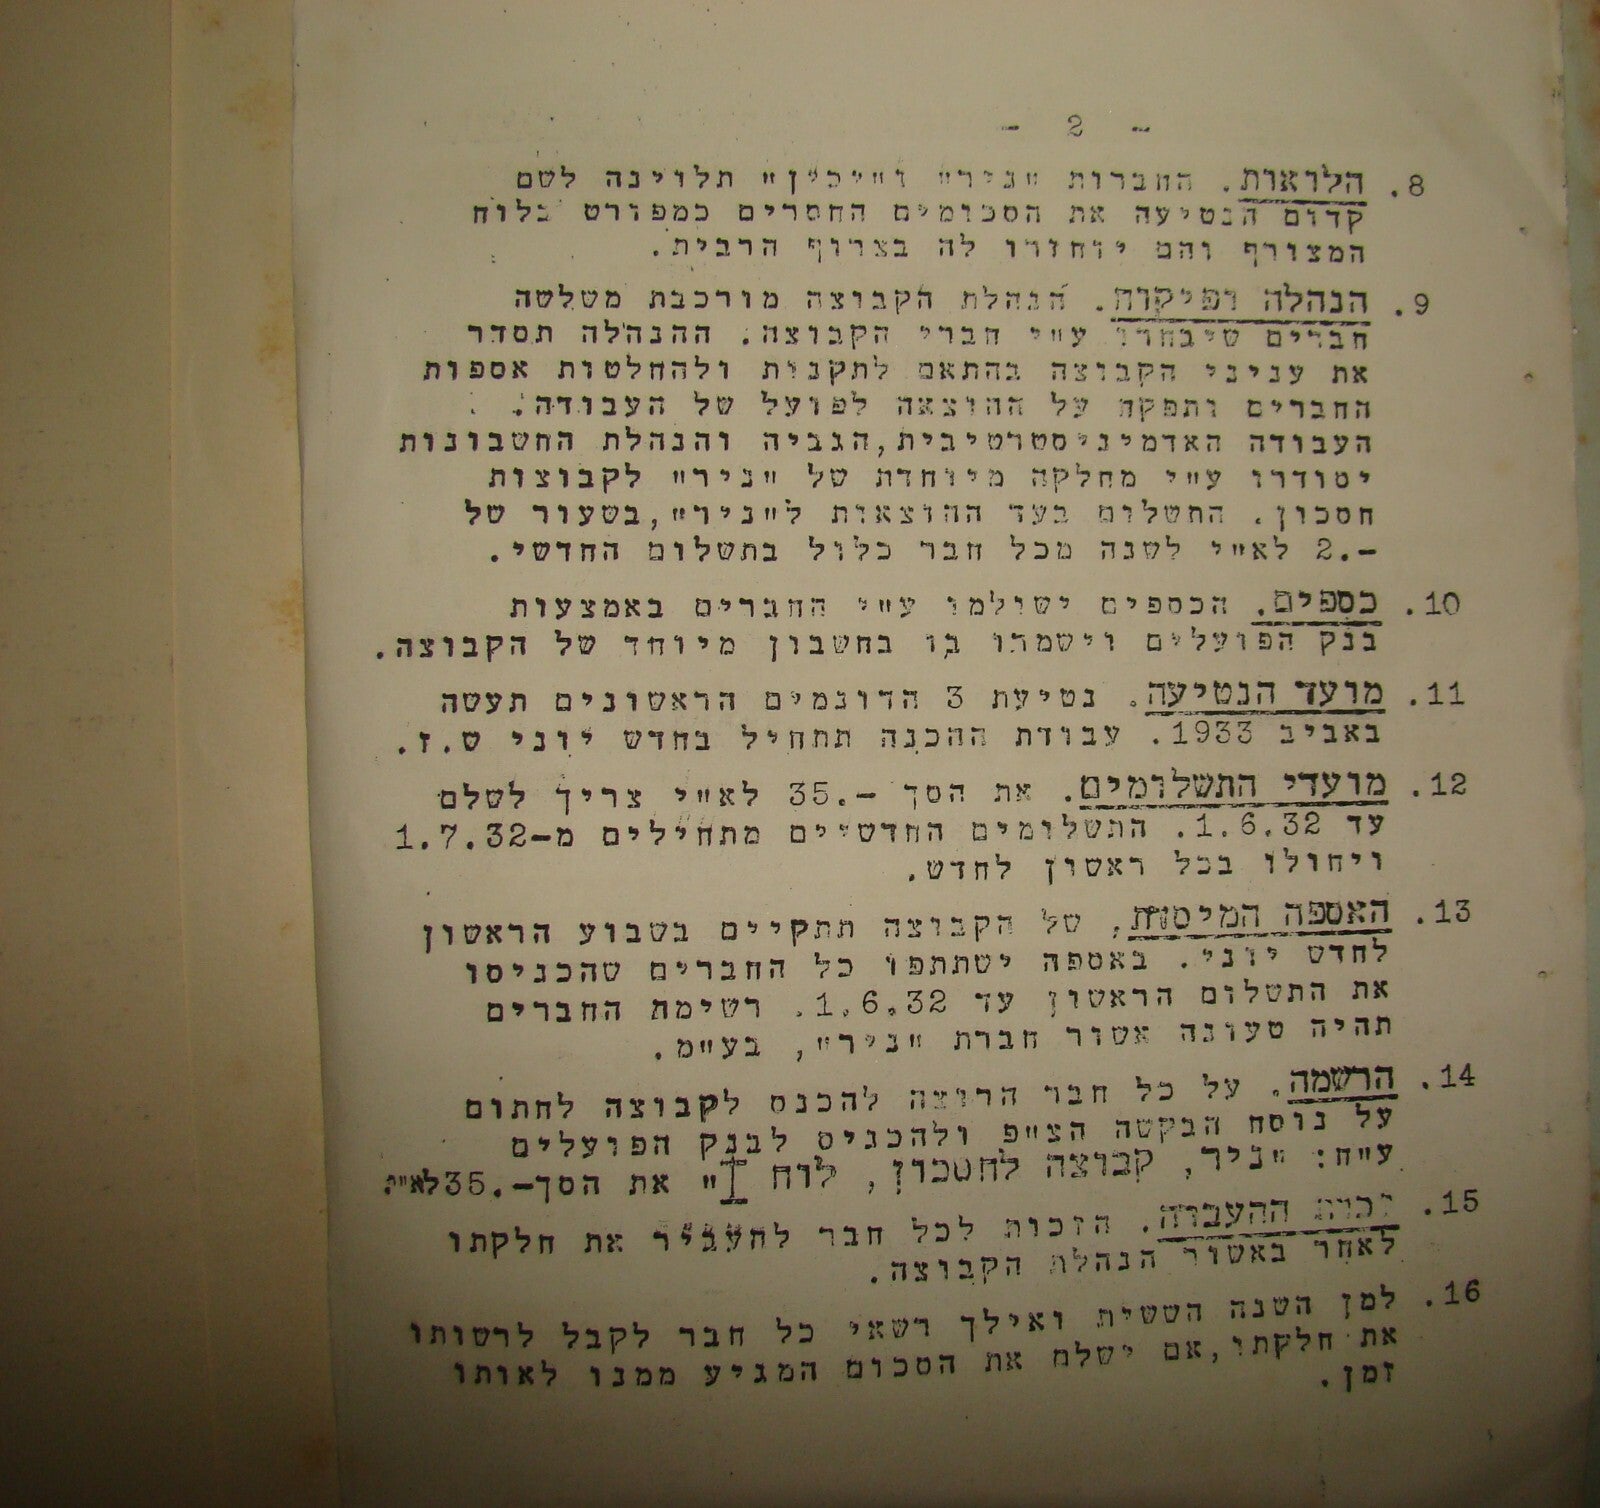 - 2 -
8. הלואות. החברות "ניר" ו"יכין" תלוינה לשם
קדום הנטיעה את הסכומים החסרים כמפורט בלוח
המצורף והם יוחזרו לה בצרוף הרבית.
9. הנהלה ופיקוח. הנהלת הקבוצה מורכבת משלשה
חברים שיבחרו ע"י חברי הקבוצה. ההנהלה תסדר
את עניני הקבוצה בהתאם לתקנות ולהחלטות אספות
החברים ותפקח על ההוצאה לפועל של העבודה.
העבודה האדמיניסטרטיבית,הגביה והנהלת החשבונות
יסודרו ע"י מחלקה מיוחדת של "ניר" לקבוצות
חסכון. התשלום בעד ההוצאות ל"ניר",בשעור של
2.- לא"י לשנה מכל חבר כלול בתשלום החדשי.
10. כספים. הכספים ישולמו ע"י החברים באמצעות
בנק הפועלים וישמרו בו בחשבון מיוחד של הקבוצה.
11. מועד הנטיעה. נטיעת 3 הדונמים הראשונים תעשה
באביב 1933. עבודת ההכנה תתחיל בחדש יוני ש.ז.
12. מועדי התשלומים. את הסך 35.- לא"י צריך לשלם
עד 1.6.32. התשלומים החדשיים מתחילים מ-1.7.32
ויחולו בכל ראשון לחדש.
13. האספה המיסדת, של הקבוצה תתקיים בשבוע הראשון
לחדש יוני. באספה ישתתפו כל החברים שהכניסו
את התשלום הראשון עד 1.6.32. רשימת החברים
תהיה טעונה אשור חברת "ניר", בע"מ.
14. הרשמה. על כל חבר הרוצה להכנס לקבוצה לחתום
על נוסח הבקשה הצ"פ ולהכניס לבנק הפועלים
ע"ח: "ניר, קבוצה לחסכון, לוח I" את הסך 35.-לא"י.
15. זכות ההעברה. הזכות לכל חבר להעביר את חלקתו
לאחר באשור הנהלת הקבוצה.
16. למן השנה הששית ואילך רשאי כל חבר לקבל לרשותו
את חלקתו,אם ישלם את הסכום המגיע ממנו לאותו
זמן.